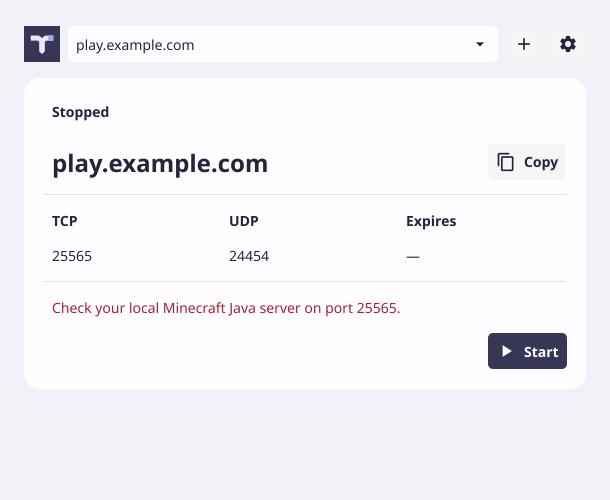 play.example.com
Stopped
play.example.com
Copy
TCP UDP Expires
25565 24454 —
Check your local Minecraft Java server on port 25565.
Start